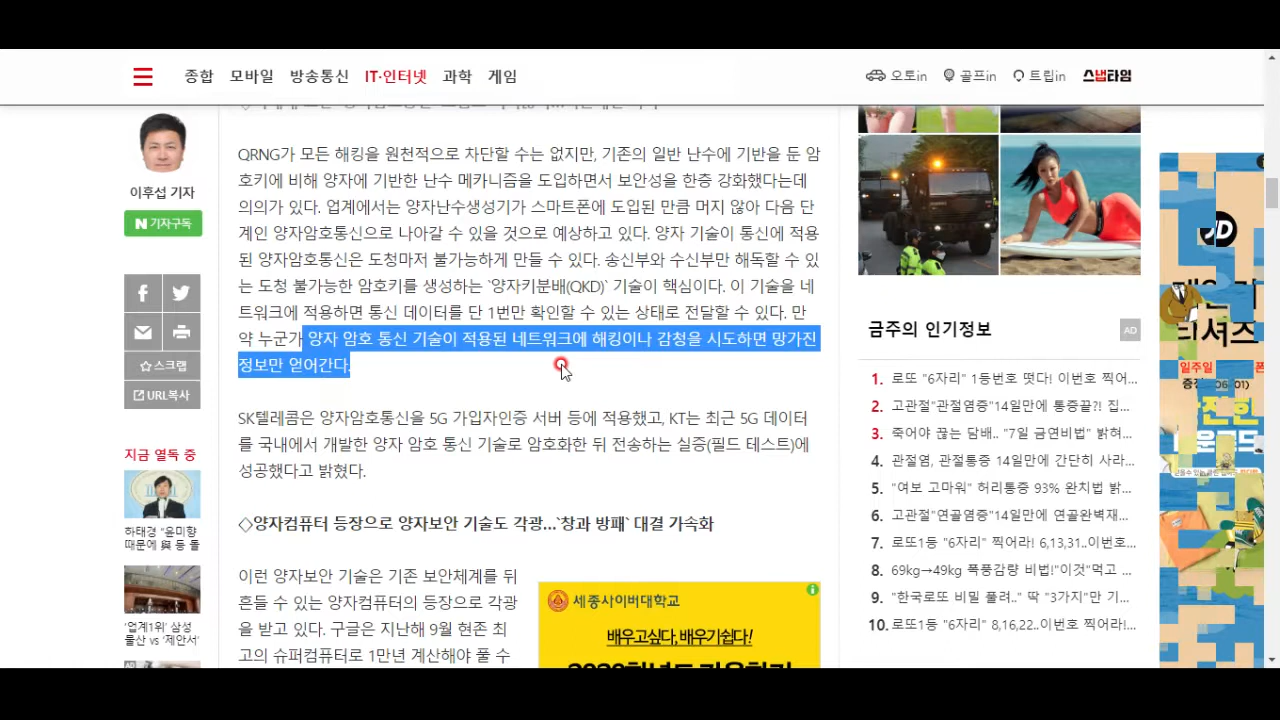 종합 모바일 방송통신 IT·인터넷 과학 게임
오토in 골프in 트립in 스냅타임
이후섭 기자
N 기자구독
스크랩
URL복사
지금 열독 중
하태경 "윤미향
때문에 與 등 돌
'업계1위' 삼성
물산 vs '제안서'
QRNG가 모든 해킹을 원천적으로 차단할 수는 없지만, 기존의 일반 난수에 기반을 둔 암
호키에 비해 양자에 기반한 난수 메카니즘을 도입하면서 보안성을 한층 강화했다는데
의의가 있다. 업계에서는 양자난수생성기가 스마트폰에 도입된 만큼 머지 않아 다음 단
계인 양자암호통신으로 나아갈 수 있을 것으로 예상하고 있다. 양자 기술이 통신에 적용
된 양자암호통신은 도청마저 불가능하게 만들 수 있다. 송신부와 수신부만 해독할 수 있
는 도청 불가능한 암호키를 생성하는 `양자키분배(QKD)` 기술이 핵심이다. 이 기술을 네
트워크에 적용하면 통신 데이터를 단 1번만 확인할 수 있는 상태로 전달할 수 있다. 만
약 누군가 양자 암호 통신 기술이 적용된 네트워크에 해킹이나 감청을 시도하면 망가진
정보만 얻어간다.
SK텔레콤은 양자암호통신을 5G 가입자인증 서버 등에 적용했고, KT는 최근 5G 데이터
를 국내에서 개발한 양자 암호 통신 기술로 암호화한 뒤 전송하는 실증(필드 테스트)에
성공했다고 밝혔다.
◇양자컴퓨터 등장으로 양자보안 기술도 각광…`창과 방패` 대결 가속화
이런 양자보안 기술은 기존 보안체계를 뒤
흔들 수 있는 양자컴퓨터의 등장으로 각광
을 받고 있다. 구글은 지난해 9월 현존 최
고의 슈퍼컴퓨터로 1만년 계산해야 풀 수
세종사이버대학교
배우고싶다, 배우기쉽다!
금주의 인기정보
AD
1. 로또 "6자리" 1등번호 떳다! 이번호 찍어...
2. 고관절"관절염증"14일만에 통증끝?! 집...
3. 죽어야 끊는 담배.. "7일 금연비법" 밝혀...
4. 관절염, 관절통증 14일만에 간단히 사라...
5. "여보 고마워" 허리통증 93% 완치법 밝...
6. 고관절"연골염증"14일만에 연골완벽재...
7. 로또1등 "6자리" 찍어라! 6,13,31..이번호...
8. 69kg→49kg 폭풍감량 비법!"이것"먹고 ...
9. "한국로또 비밀 풀려.." 딱 "3가지"만 기...
10. 로또1등 "6자리" 8,16,22..이번호 찍어라!...
티셔츠
일주일